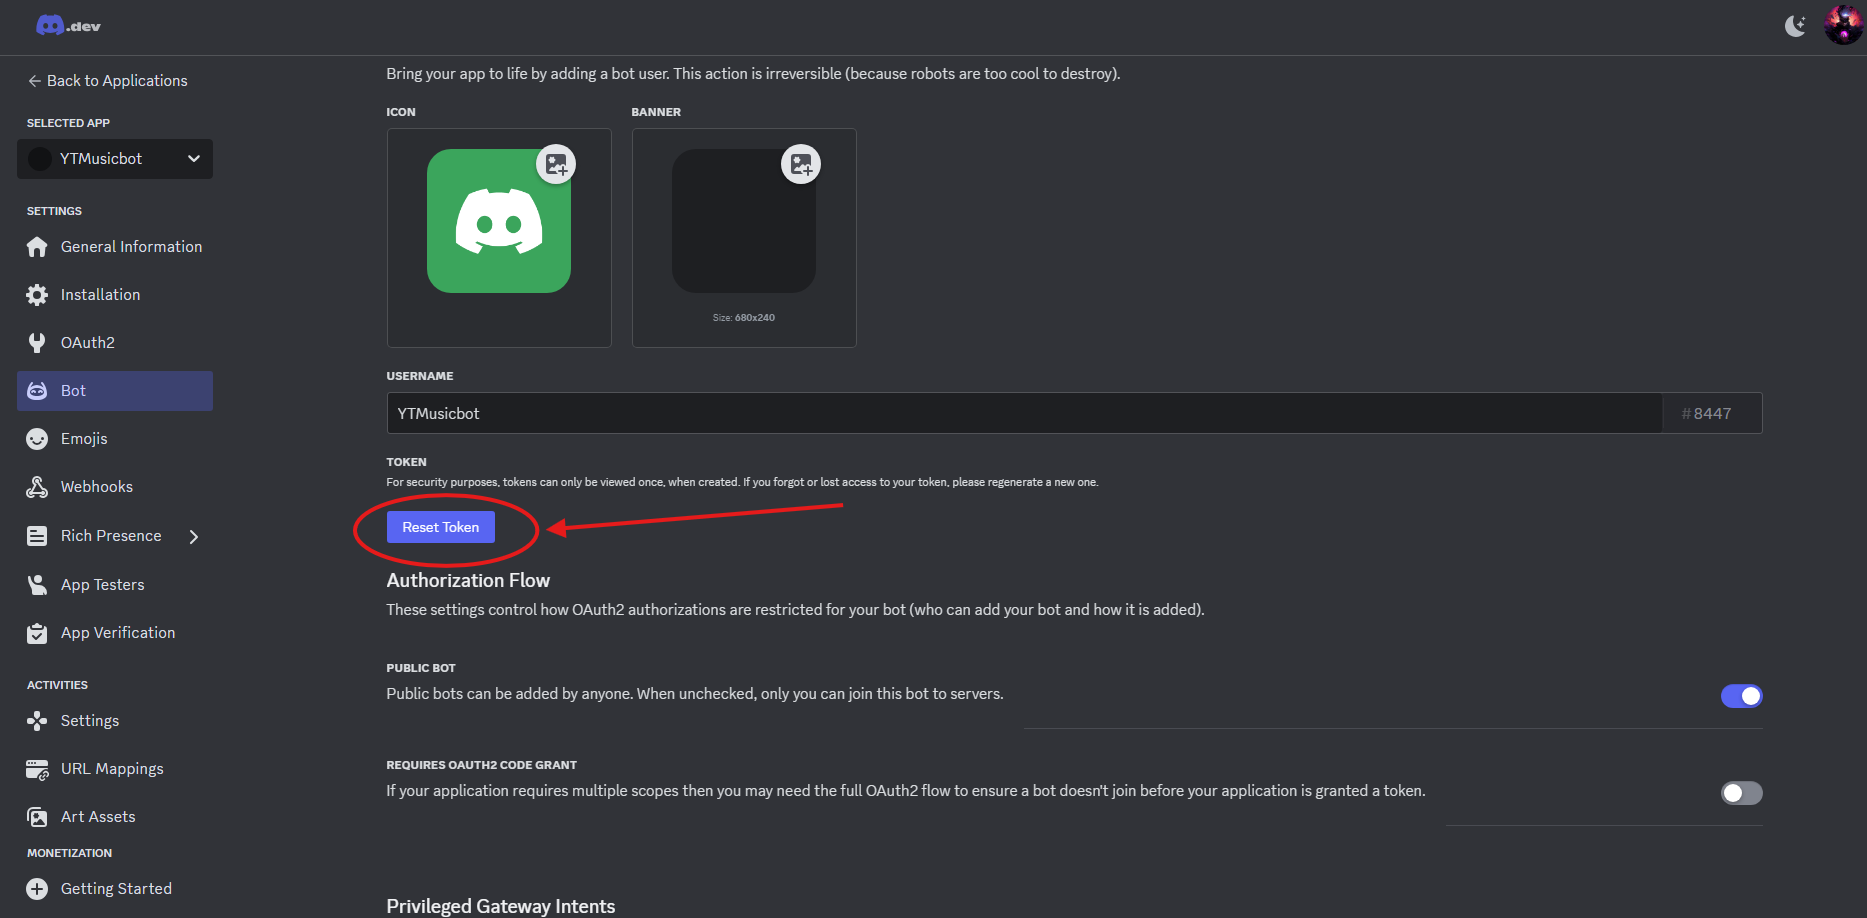 .dev
Back to Applications
SELECTED APP
YTMusicbot
SETTINGS
General Information
Installation
OAuth2
Bot
Emojis
Webhooks
Rich Presence
App Testers
App Verification
ACTIVITIES
Settings
URL Mappings
Art Assets
MONETIZATION
Getting Started
Bring your app to life by adding a bot user. This action is irreversible (because robots are too cool to destroy).
ICON
BANNER
Size: 680x240
USERNAME
YTMusicbot
#8447
TOKEN
For security purposes, tokens can only be viewed once, when created. If you forgot or lost access to your token, please regenerate a new one.
Reset Token
Authorization Flow
These settings control how OAuth2 authorizations are restricted for your bot (who can add your bot and how it is added).
PUBLIC BOT
Public bots can be added by anyone. When unchecked, only you can join this bot to servers.
REQUIRES OAUTH2 CODE GRANT
If your application requires multiple scopes then you may need the full OAuth2 flow to ensure a bot doesn't join before your application is granted a token.
Privileged Gateway Intents